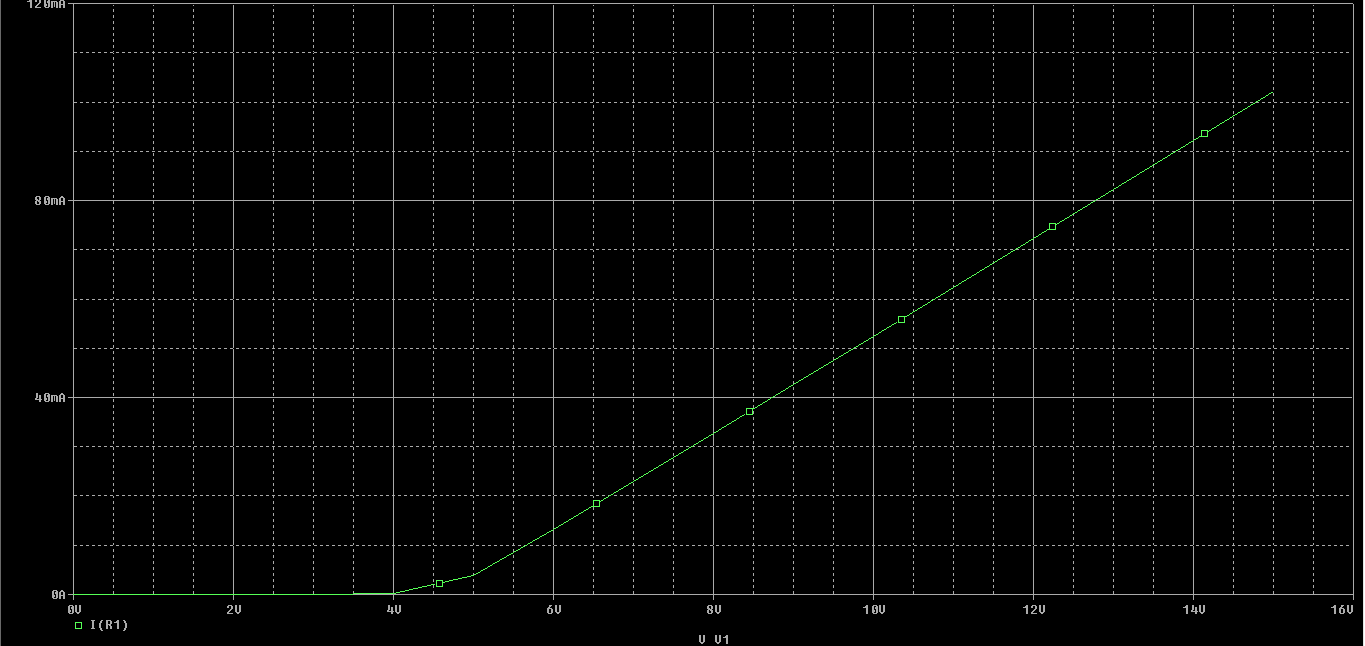 120mA
80mA
40mA
0A
0V 2V 4V 6V 8V 10V 12V 14V 16V
I(R1)
V_V1